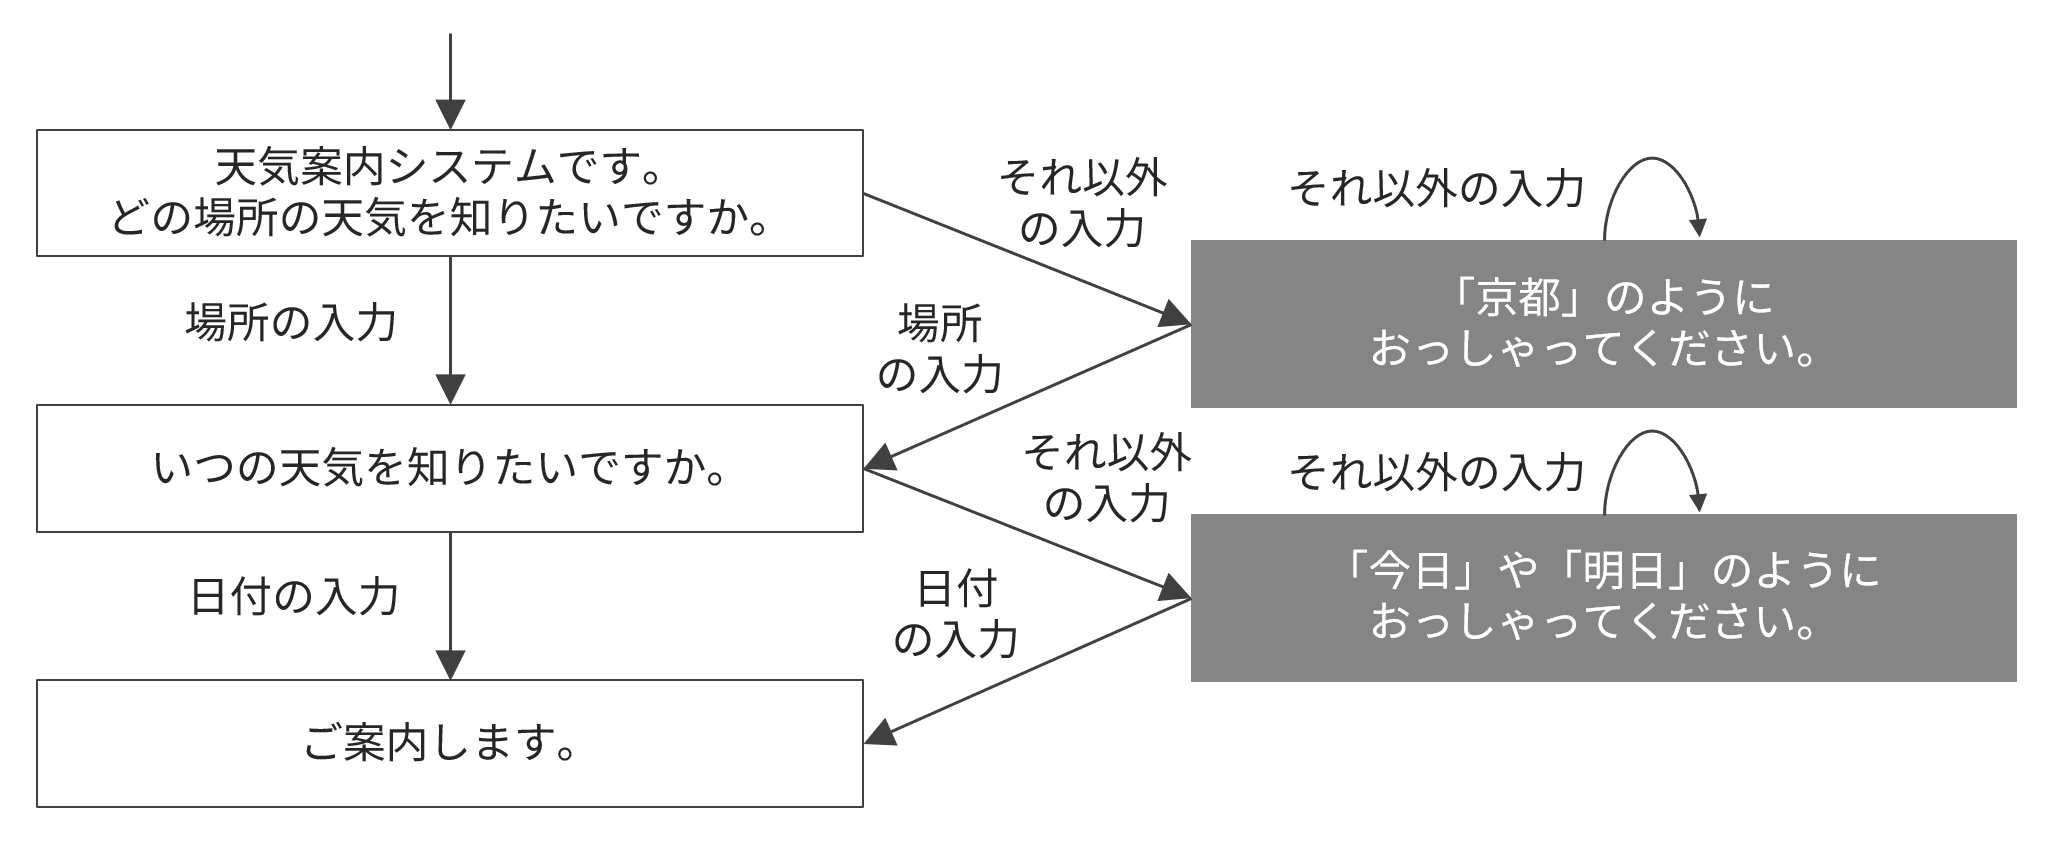 天気案内システムです。
どの場所の天気を知りたいですか。
それ以外
の入力
それ以外の入力
「京都」のように
おっしゃってください。
場所の入力
場所
の入力
いつの天気を知りたいですか。
それ以外
の入力
それ以外の入力
「今日」や「明日」のように
おっしゃってください。
日付の入力
日付
の入力
ご案内します。